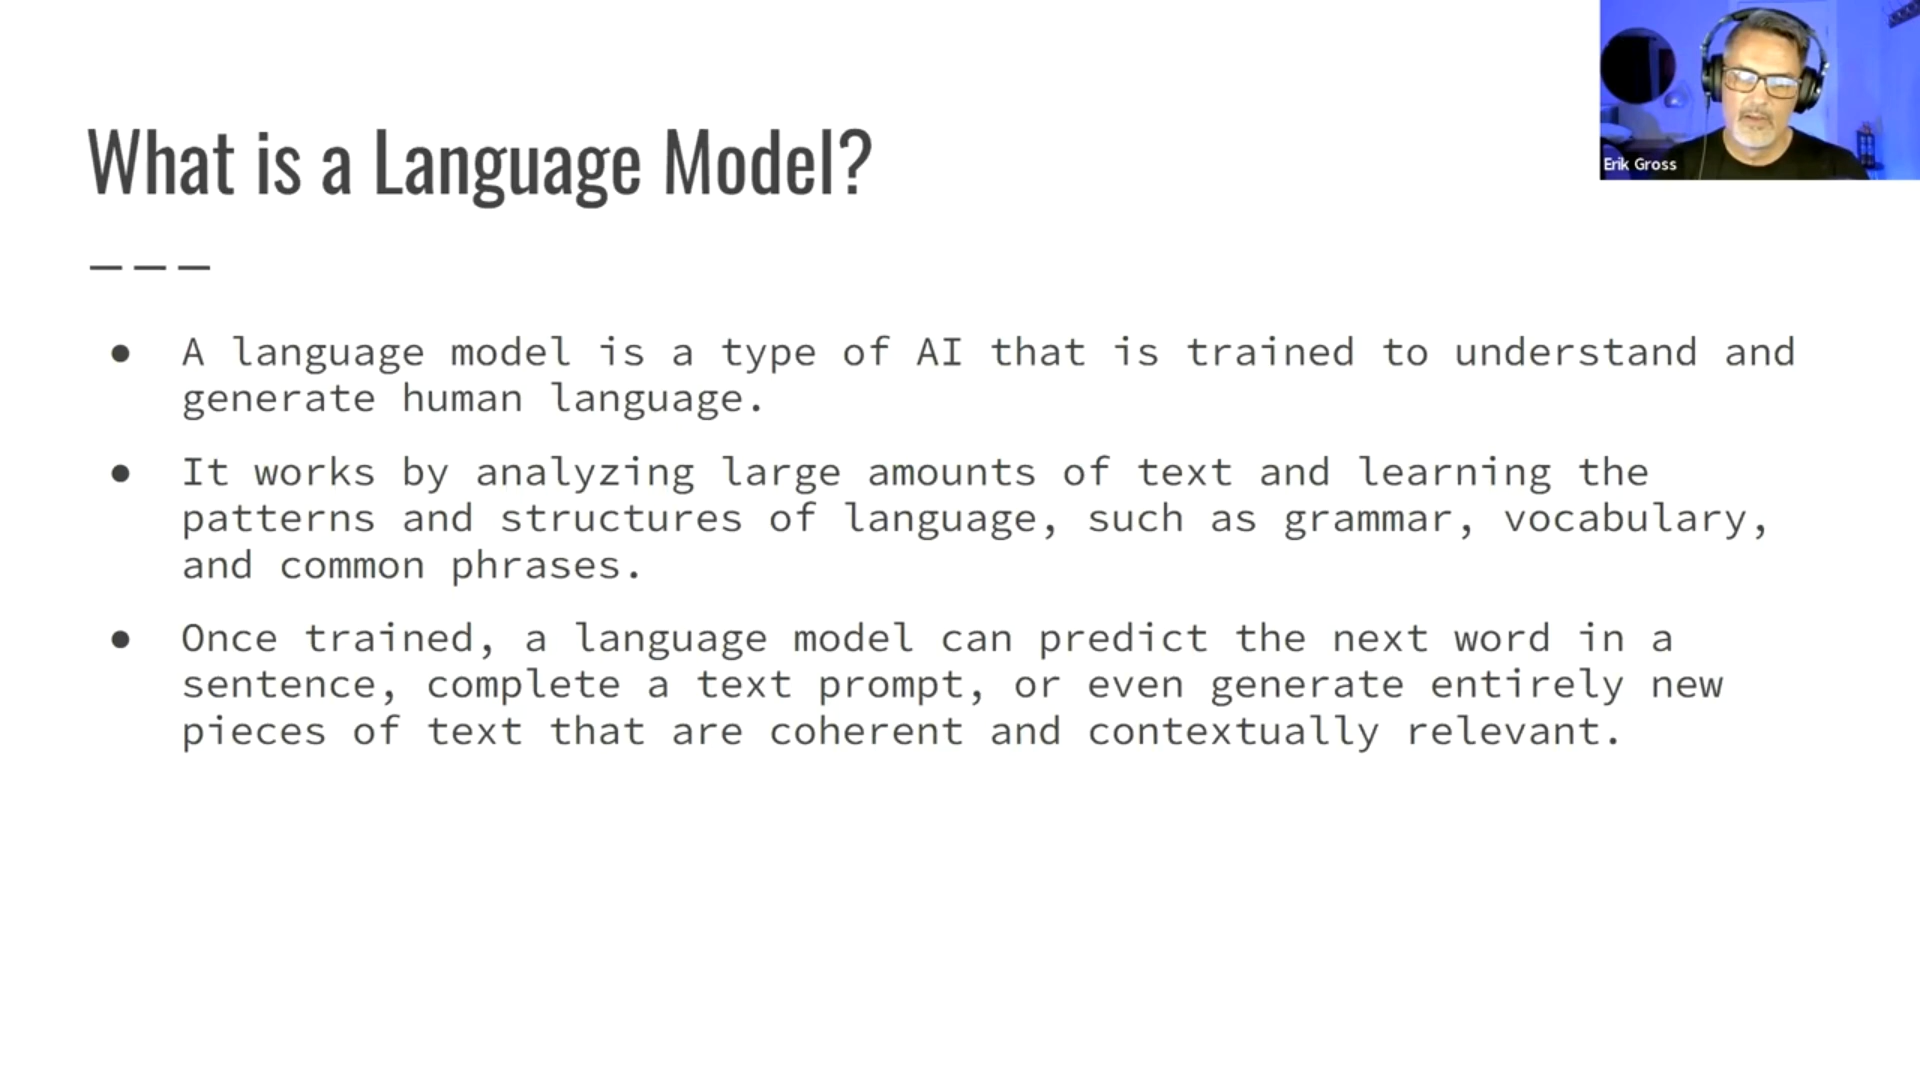 What is a Language Model?
● A language model is a type of AI that is trained to understand and
generate human language.
● It works by analyzing large amounts of text and learning the
patterns and structures of language, such as grammar, vocabulary,
and common phrases.
● Once trained, a language model can predict the next word in a
sentence, complete a text prompt, or even generate entirely new
pieces of text that are coherent and contextually relevant.
Erik Gross